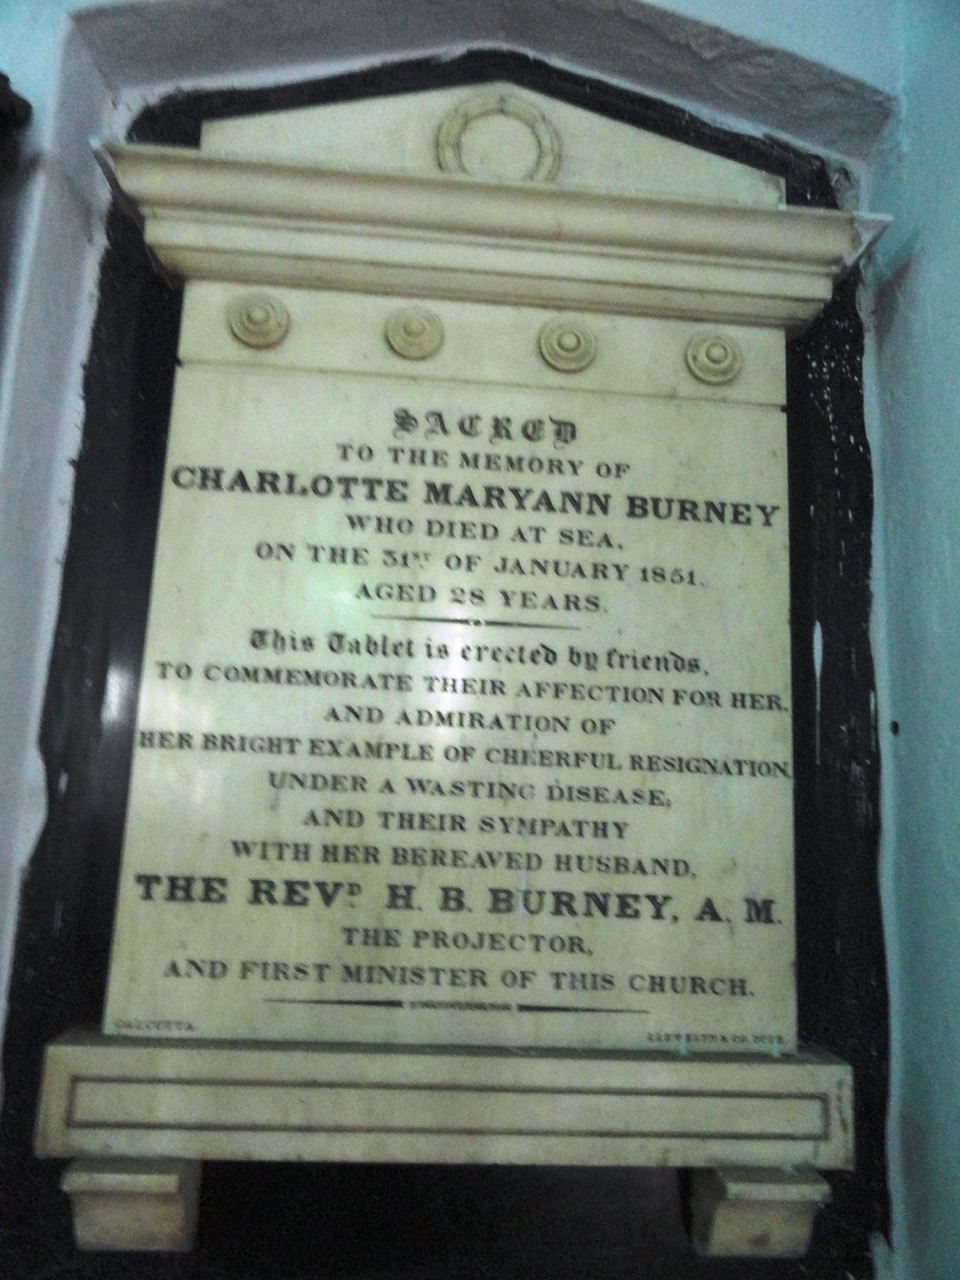 SACRED
TO THE MEMORY OF
CHARLOTTE MARYANN BURNEY
WHO DIED AT SEA,
ON THE 31ST OF JANUARY 1851,
AGED 28 YEARS.
This Tablet is erected by friends,
TO COMMEMORATE THEIR AFFECTION FOR HER,
AND ADMIRATION OF
HER BRIGHT EXAMPLE OF CHEERFUL RESIGNATION,
UNDER A WASTING DISEASE;
AND THEIR SYMPATHY
WITH HER BEREAVED HUSBAND,
THE REVD. H. B. BURNEY, A. M.
THE PROJECTOR,
AND FIRST MINISTER OF THIS CHURCH.
CALCUTTA.
LLEWELYN & CO.